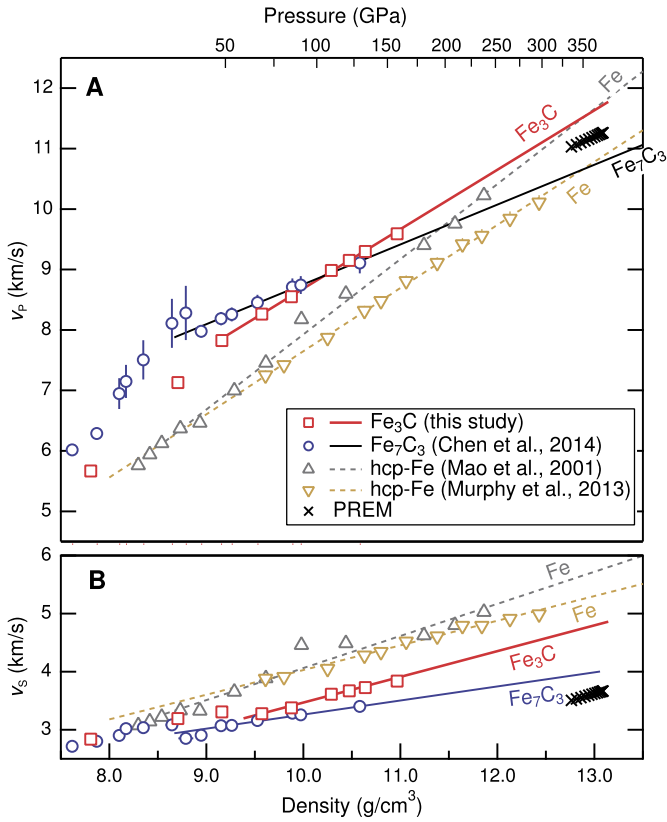 Pressure (GPa)
50 100 150 200 250 300 350
A
12
11
10
9
8
7
6
5
vP (km/s)
Fe
Fe3C
Fe7C3
Fe
Fe3C (this study)
Fe7C3 (Chen et al., 2014)
hcp-Fe (Mao et al., 2001)
hcp-Fe (Murphy et al., 2013)
PREM
B
6
5
4
3
vS (km/s)
Fe
Fe
Fe3C
Fe7C3
8.0 9.0 10.0 11.0 12.0 13.0
Density (g/cm3)